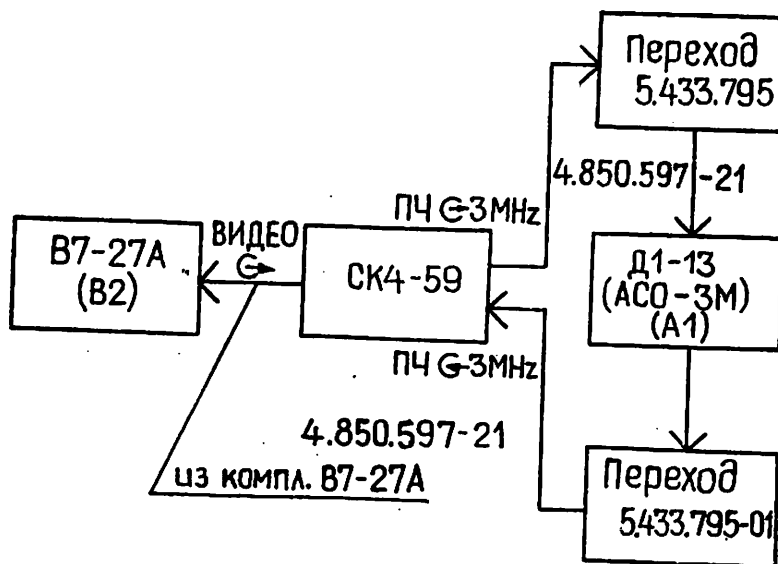 Переход
5.433.795
4.850.597-21
ПЧ 3MHz
ВИДЕО
В7-27А
(В2)
СК4-59
Д1-13
(АСО-3М)
(А1)
ПЧ 3MHz
4.850.597-21
из компл. В7-27А
Переход
5.433.795-01